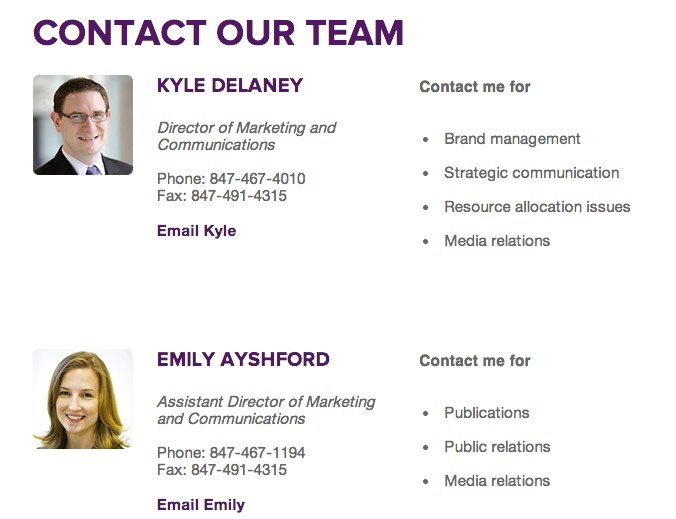 CONTACT OUR TEAM
KYLE DELANEY
Director of Marketing and
Communications
Phone: 847-467-4010
Fax: 847-491-4315
Email Kyle
Contact me for
• Brand management
• Strategic communication
• Resource allocation issues
• Media relations
EMILY AYSHFORD
Assistant Director of Marketing
and Communications
Phone: 847-467-1194
Fax: 847-491-4315
Email Emily
Contact me for
• Publications
• Public relations
• Media relations